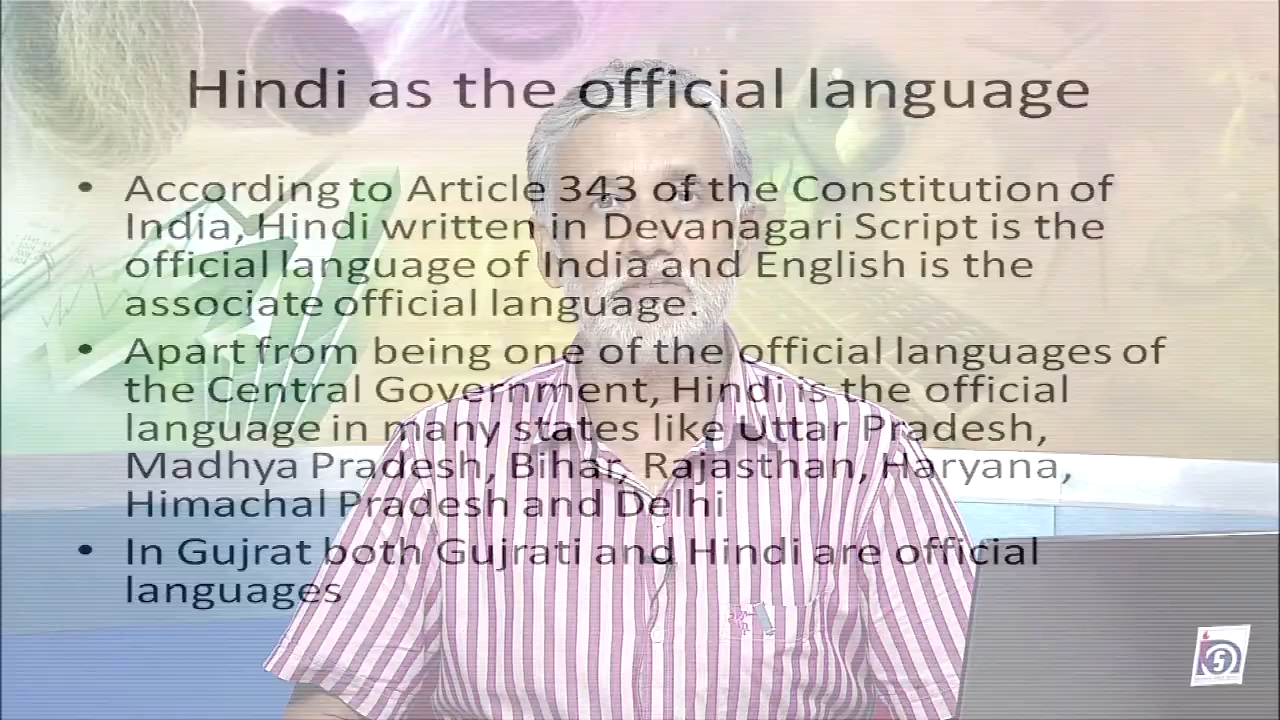 Hindi as the official language
• According to Article 343 of the Constitution of
India, Hindi written in Devanagari Script is the
official language of India and English is the
associate official language.
• Apart from being one of the official languages of
the Central Government, Hindi is the official
language in many states like Uttar Pradesh,
Madhya Pradesh, Bihar, Rajasthan, Haryana,
Himachal Pradesh and Delhi
• In Gujrat both Gujrati and Hindi are official
languages
5